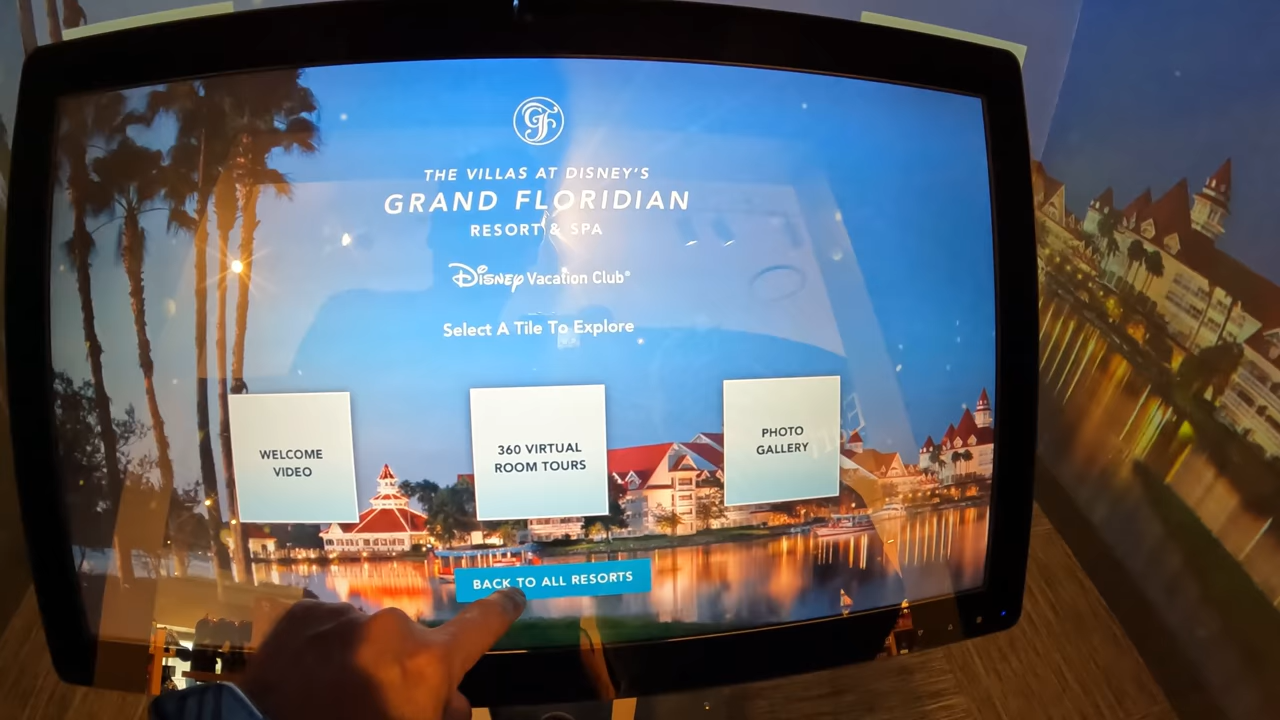 GF
THE VILLAS AT DISNEY'S
GRAND FLORIDIAN
RESORT & SPA
Disney Vacation Club®
Select A Tile To Explore
WELCOME
VIDEO
360 VIRTUAL
ROOM TOURS
PHOTO
GALLERY
BACK TO ALL RESORTS